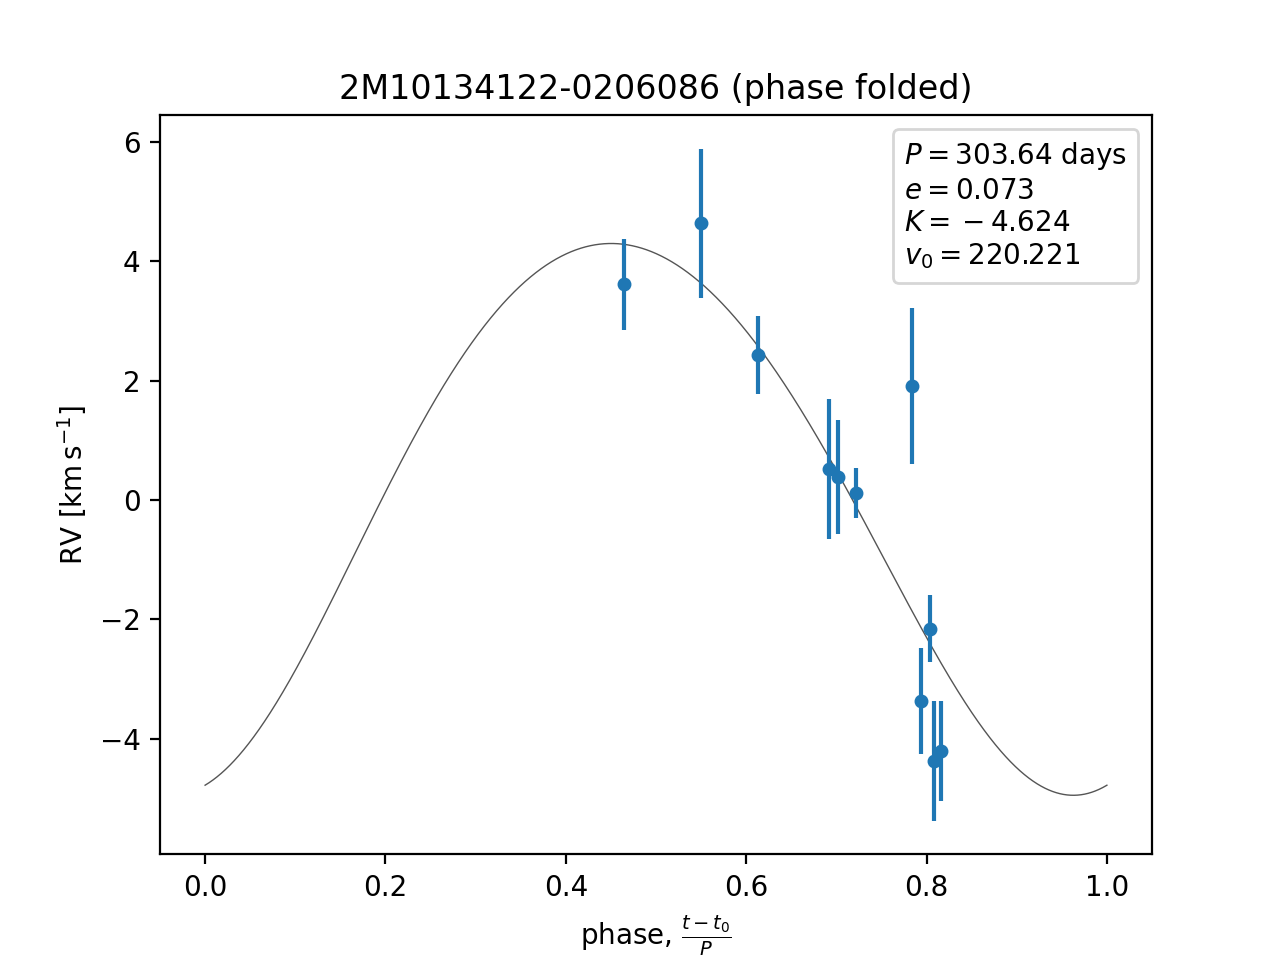 2M10134122-0206086 (phase folded)
P = 303.64 days
e = 0.073
K = − 4.624
v₀ = 220.221
RV [km s⁻¹]
6
4
2
0
−2
−4
0.0 0.2 0.4 0.6 0.8 1.0
phase, (t − t₀)/P